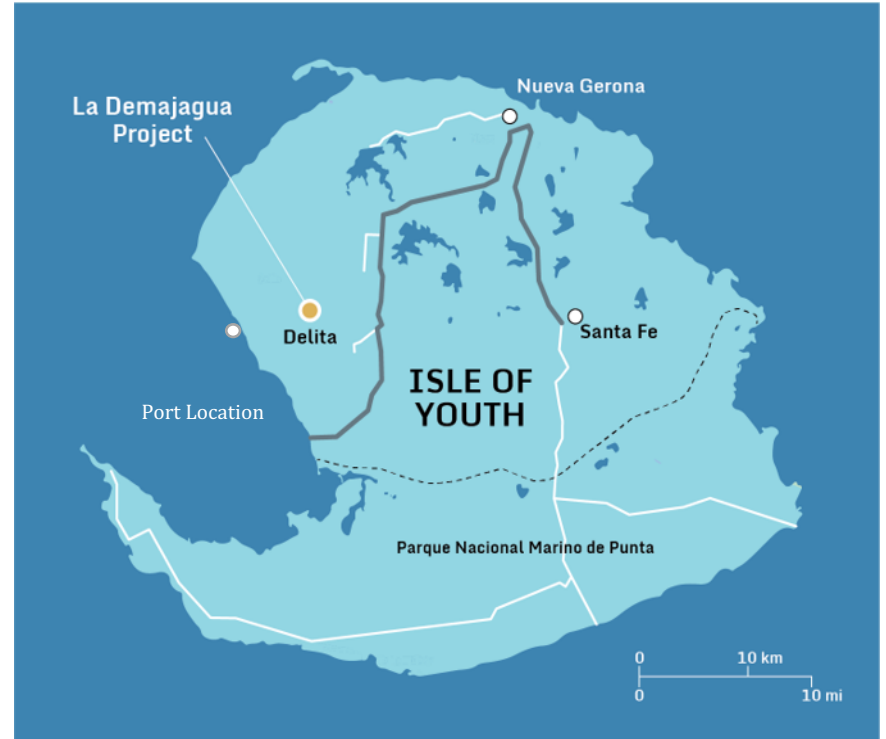 Nueva Gerona
La Demajagua
Project
Delita
Santa Fe
ISLE OF
YOUTH
Port Location
Parque Nacional Marino de Punta
0 10 km
0 10 mi